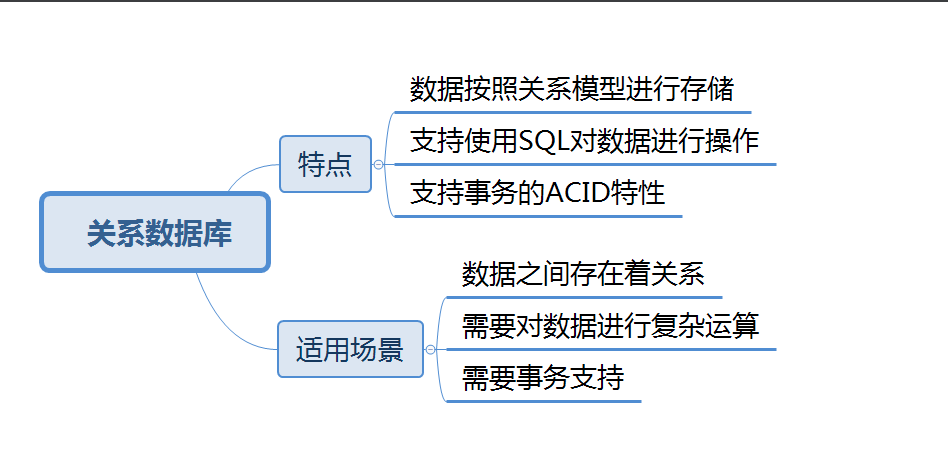 关系数据库
特点
数据按照关系模型进行存储
支持使用SQL对数据进行操作
支持事务的ACID特性
适用场景
数据之间存在着关系
需要对数据进行复杂运算
需要事务支持